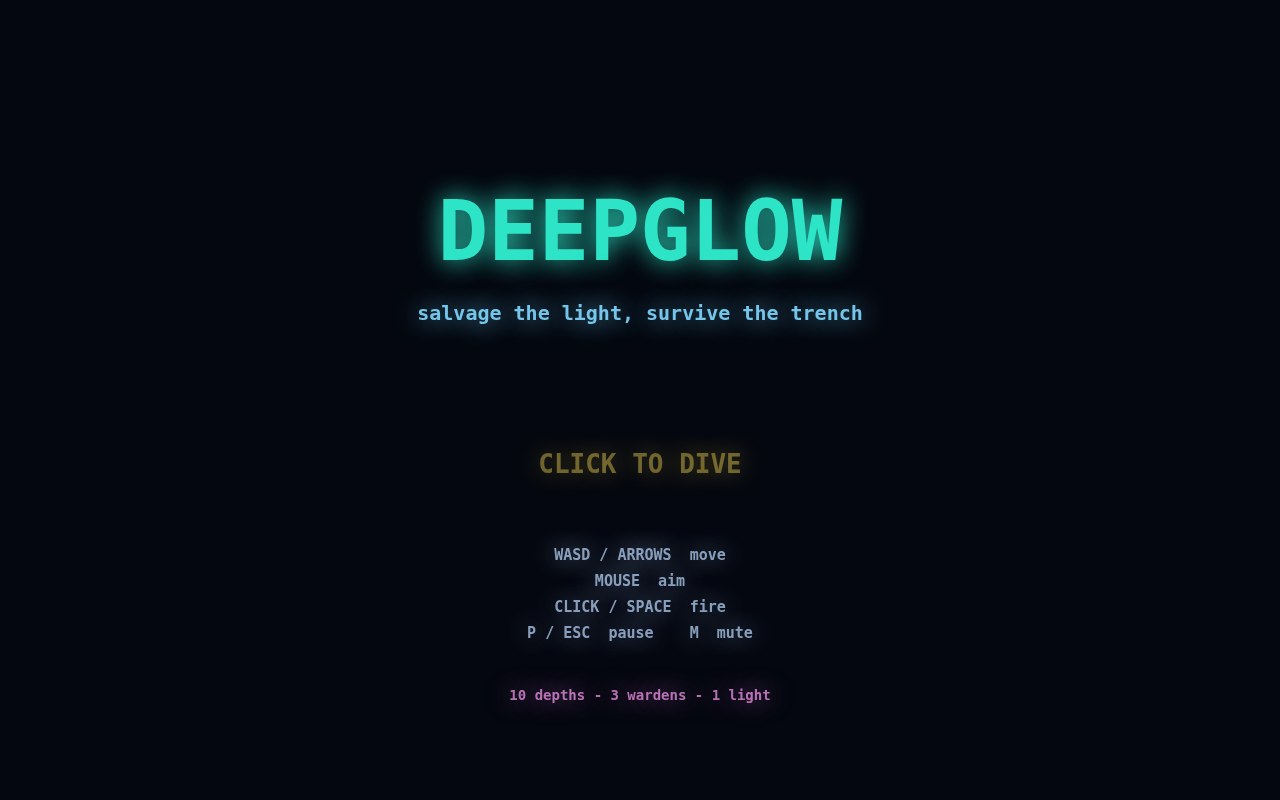 DEEPGLOW
salvage the light, survive the trench
CLICK TO DIVE
WASD / ARROWS  move
MOUSE  aim
CLICK / SPACE  fire
P / ESC  pause    M  mute
10 depths - 3 wardens - 1 light